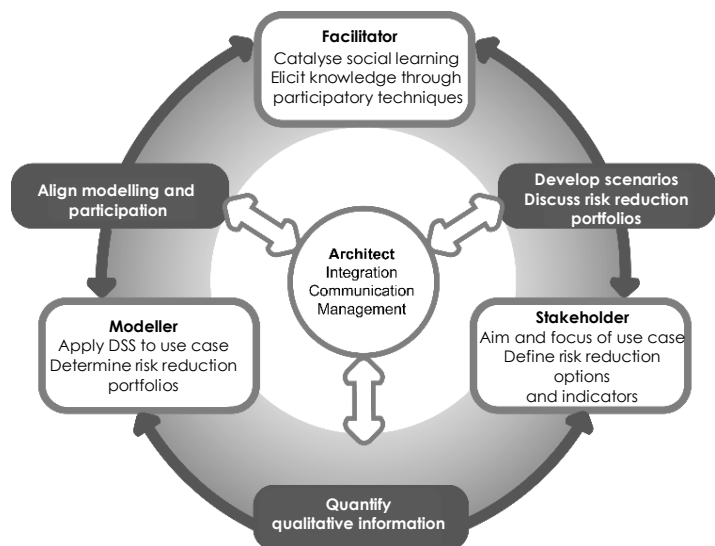 Facilitator
Catalyse social learning
Elicit knowledge through
participatory techniques
Align modelling and
participation
Develop scenarios
Discuss risk reduction
portfolios
Architect
Integration
Communication
Management
Modeller
Apply DSS to use case
Determine risk reduction
portfolios
Stakeholder
Aim and focus of use case
Define risk reduction
options
and indicators
Quantify
qualitative information